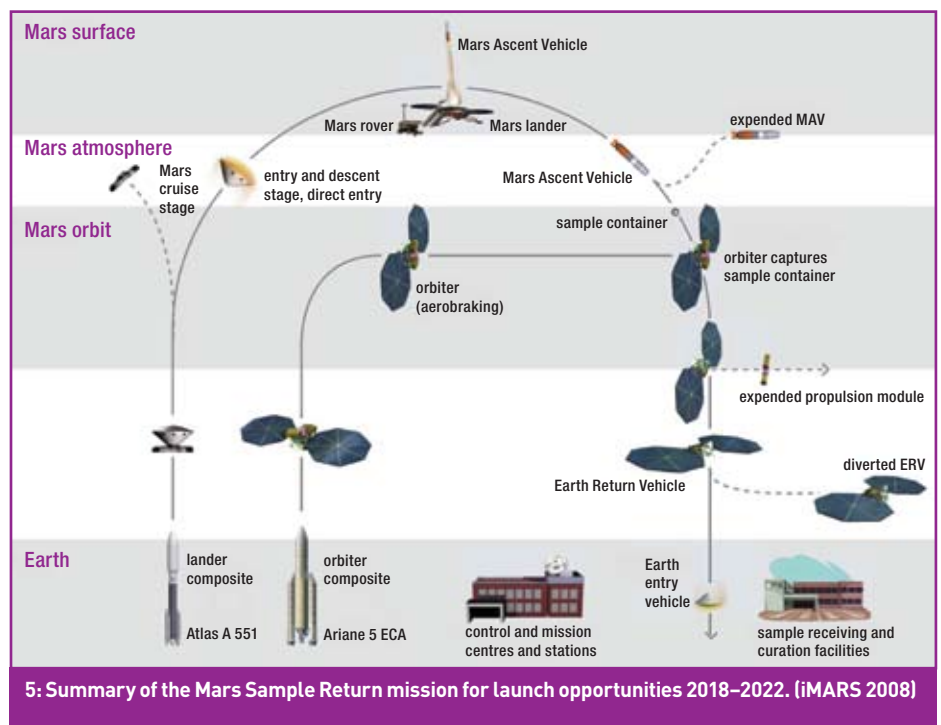 Mars surface
Mars Ascent Vehicle
Mars rover
Mars lander
expended MAV
Mars atmosphere
Mars
cruise
stage
entry and descent
stage, direct entry
Mars Ascent Vehicle
sample container
Mars orbit
orbiter
(aerobraking)
orbiter captures
sample container
expended propulsion module
Earth Return Vehicle
diverted ERV
Earth
lander
composite
Atlas A 551
orbiter
composite
Ariane 5 ECA
control and mission
centres and stations
Earth
entry
vehicle
sample receiving and
curation facilities
5: Summary of the Mars Sample Return mission for launch opportunities 2018–2022. (iMARS 2008)